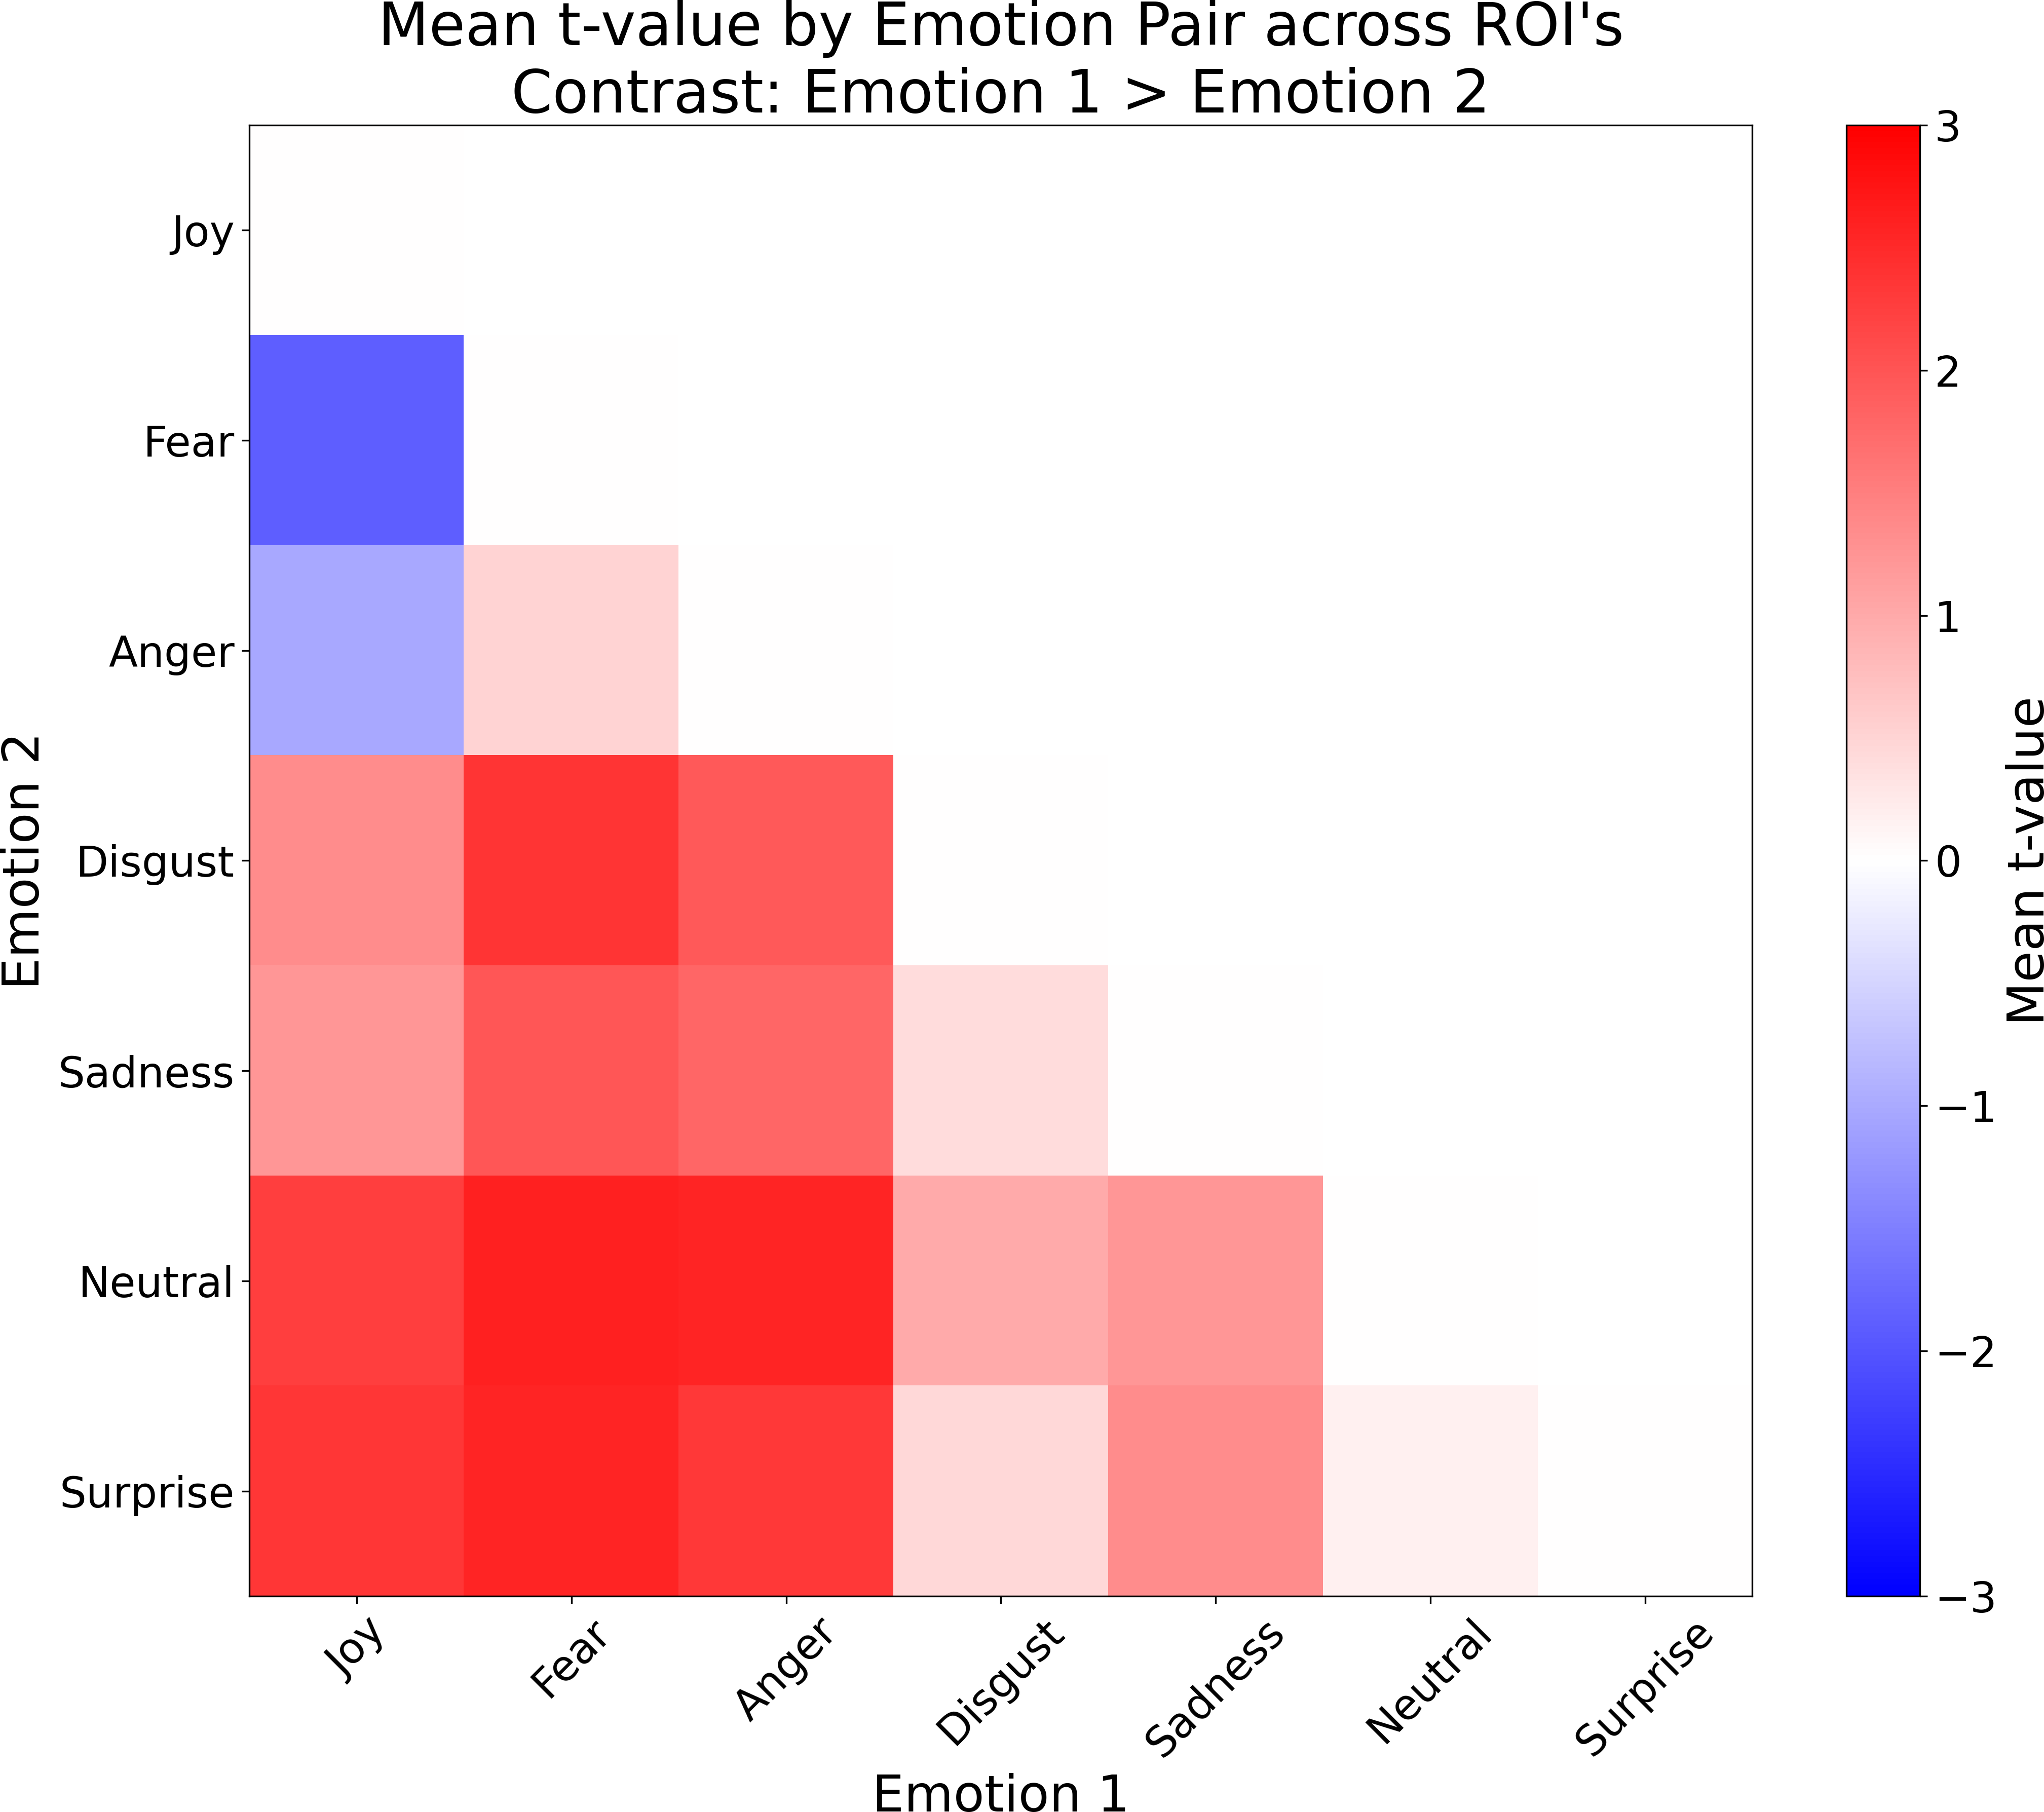 Mean t-value by Emotion Pair across ROI's
Contrast: Emotion 1 > Emotion 2
Emotion 2
Joy
Fear
Anger
Disgust
Sadness
Neutral
Surprise
Joy
Fear
Anger
Disgust
Sadness
Neutral
Surprise
Emotion 1
3
2
1
0
−1
−2
−3
Mean t-value